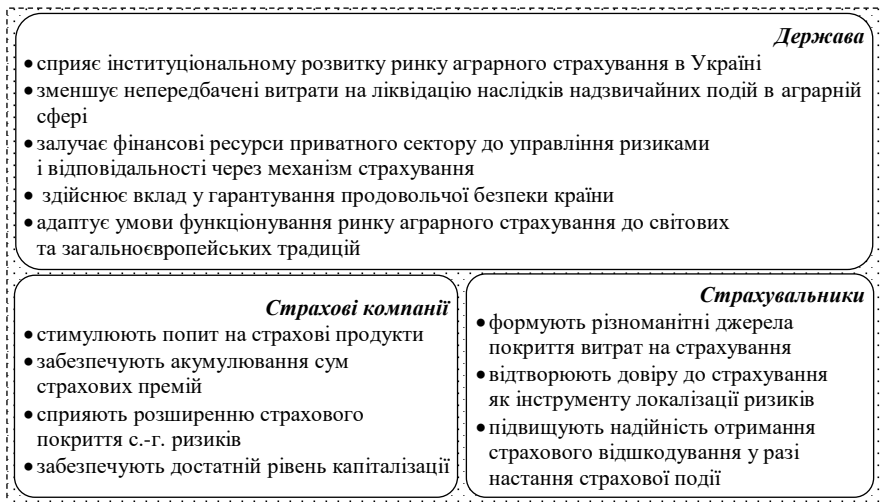 Держава
• сприяє інституціональному розвитку ринку аграрного страхування в Україні
• зменшує непередбачені витрати на ліквідацію наслідків надзвичайних подій в аграрній
сфері
• залучає фінансові ресурси приватного сектору до управління ризиками
і відповідальності через механізм страхування
• здійснює вклад у гарантування продовольчої безпеки країни
• адаптує умови функціонування ринку аграрного страхування до світових
та загальноєвропейських традицій
Страхові компанії
• стимулюють попит на страхові продукти
• забезпечують акумулювання сум
страхових премій
• сприяють розширенню страхового
покриття с.-г. ризиків
• забезпечують достатній рівень капіталізації
Страхувальники
• формують різноманітні джерела
покриття витрат на страхування
• відтворюють довіру до страхування
як інструменту локалізації ризиків
• підвищують надійність отримання
страхового відшкодування у разі
настання страхової події